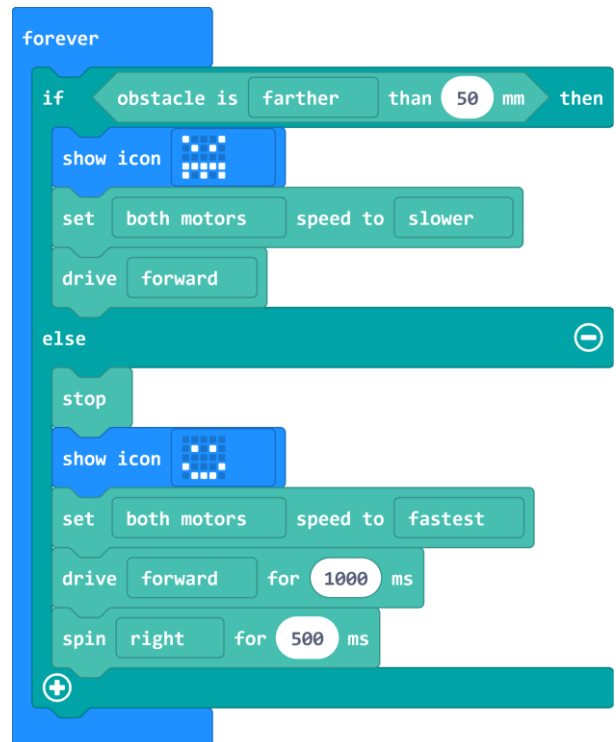 forever
if obstacle is farther than 50 mm then
show icon
set both motors speed to slower
drive forward
else
stop
show icon
set both motors speed to fastest
drive forward for 1000 ms
spin right for 500 ms